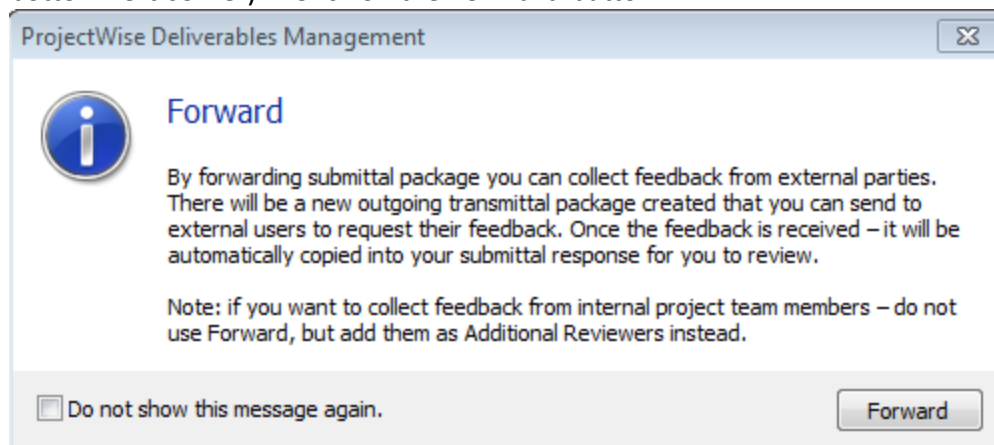 ProjectWise Deliverables Management
Forward
By forwarding submittal package you can collect feedback from external parties.
There will be a new outgoing transmittal package created that you can send to
external users to request their feedback. Once the feedback is received – it will be
automatically copied into your submittal response for you to review.
Note: if you want to collect feedback from internal project team members – do not
use Forward, but add them as Additional Reviewers instead.
Do not show this message again.
Forward